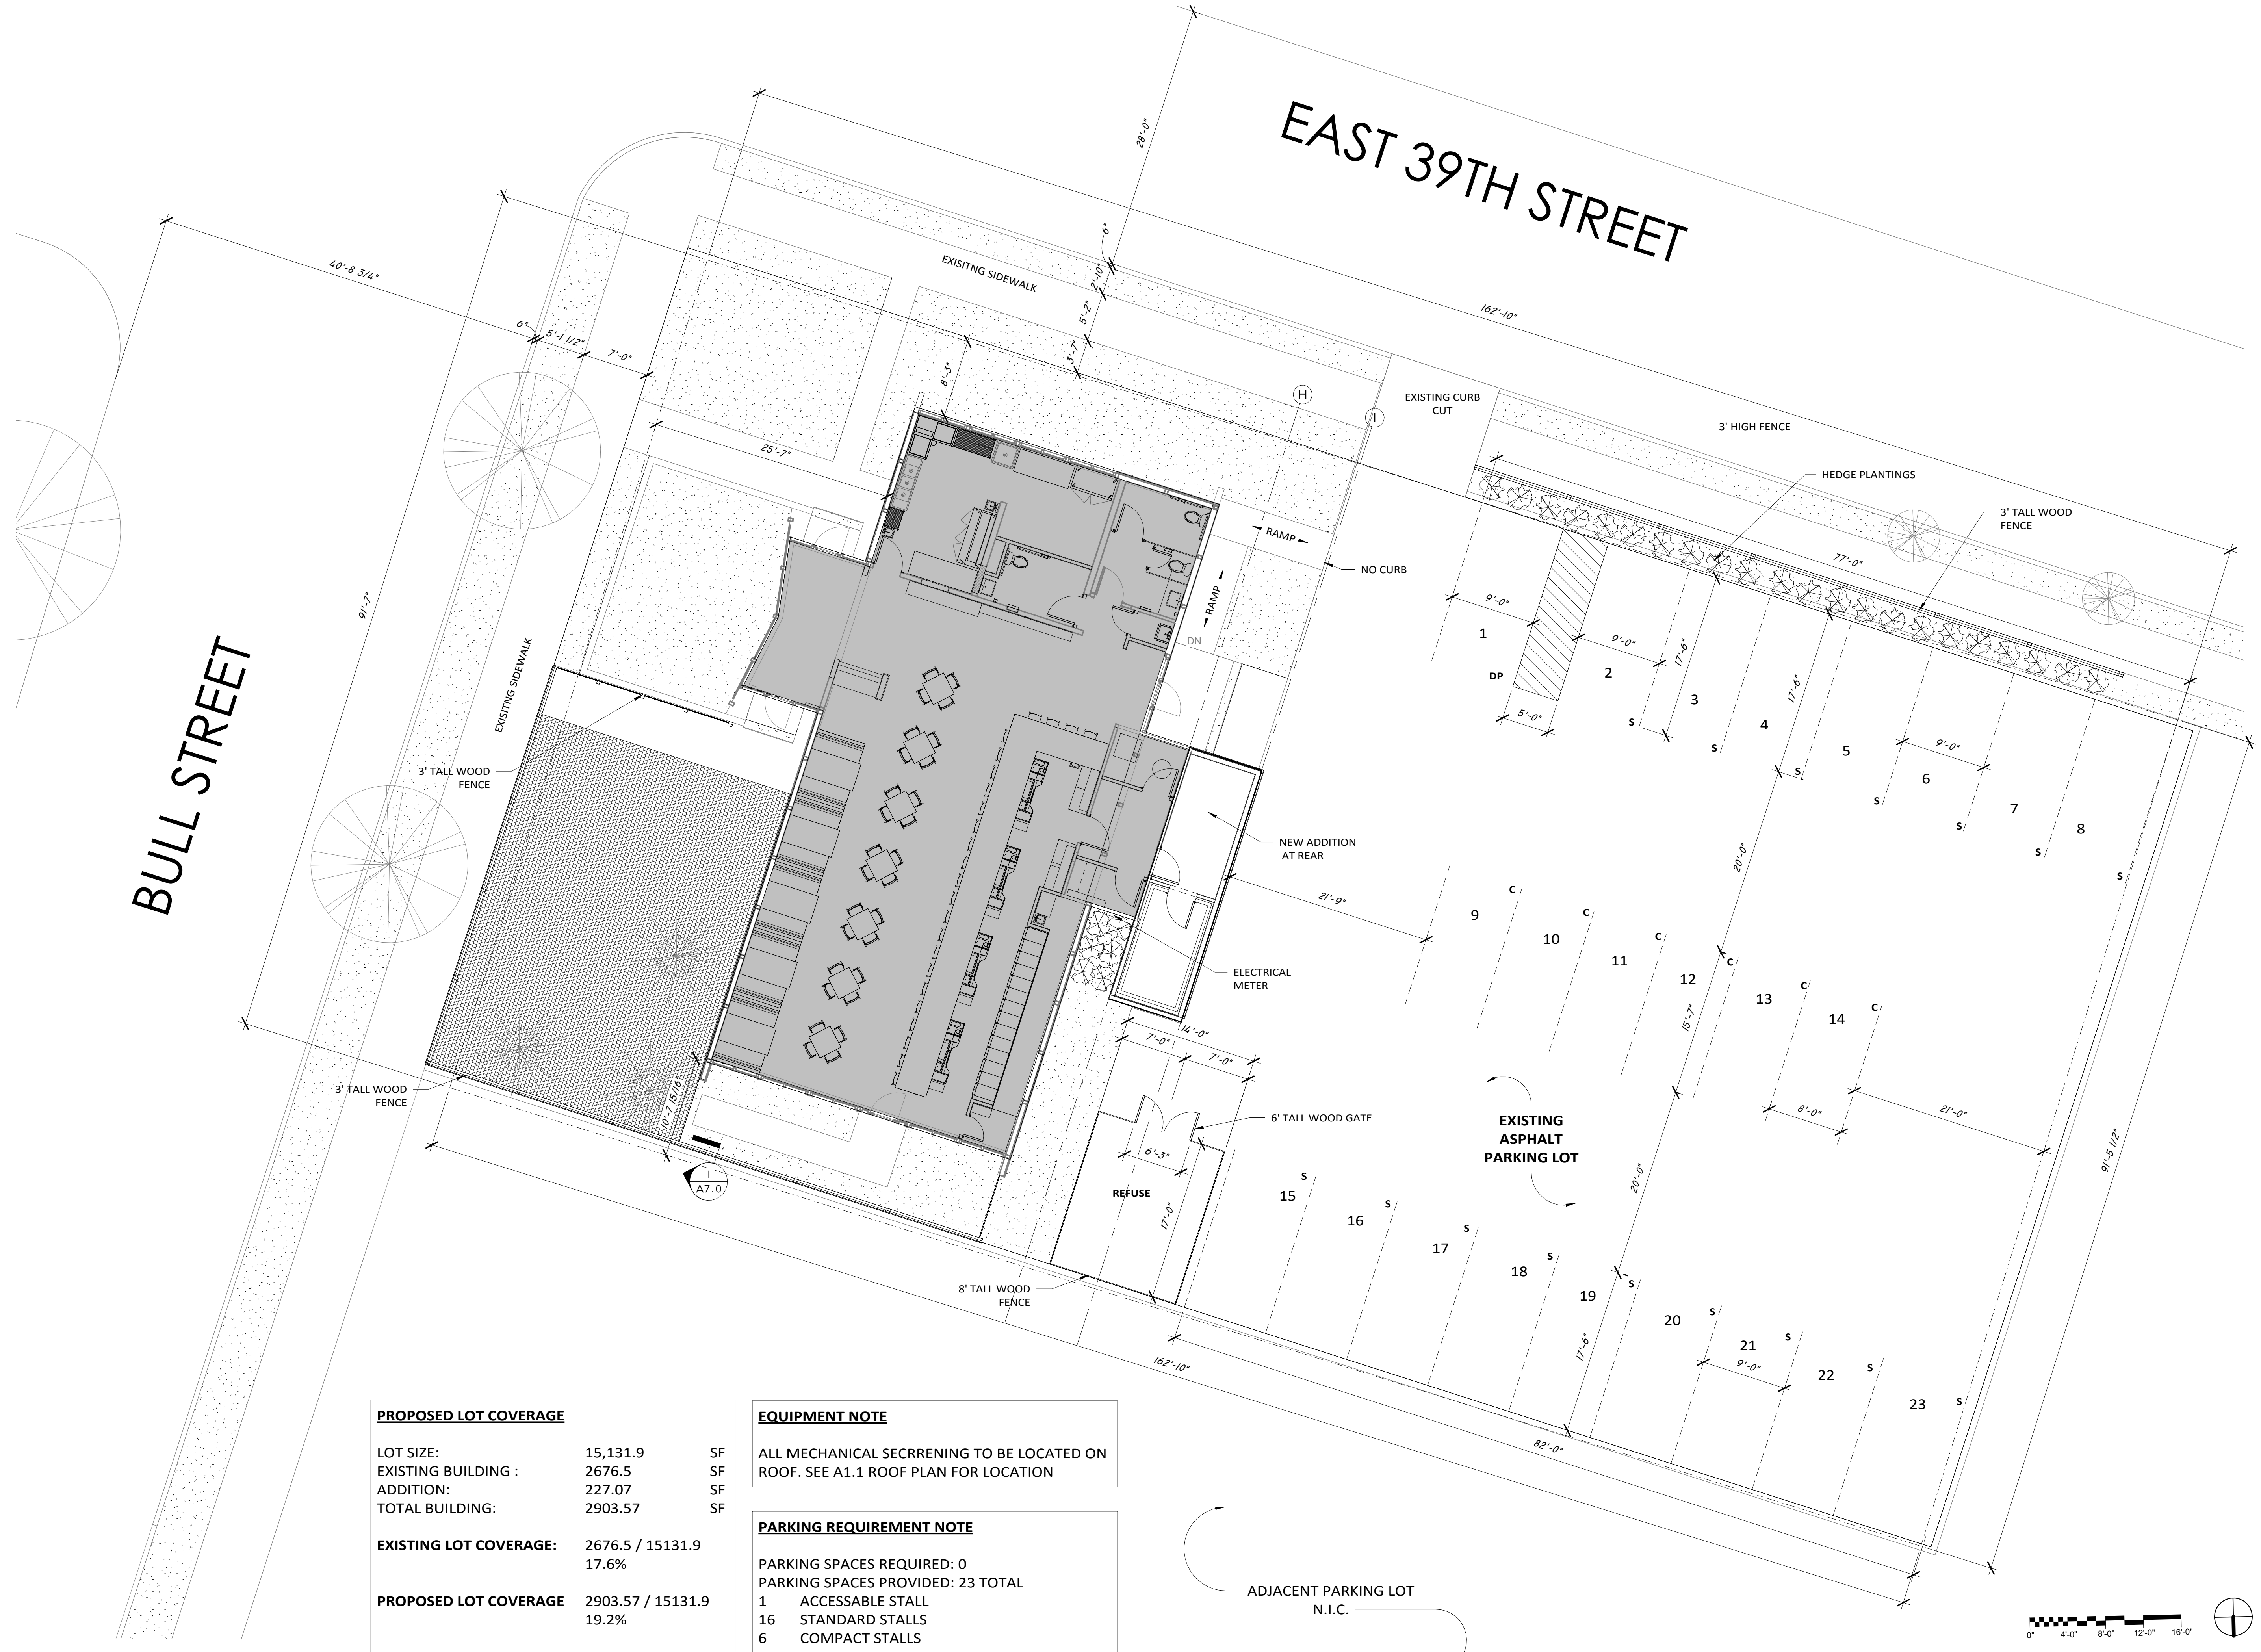 EAST 39TH STREET
28'-0"
6"
2'-10"
5'-2"
3'-7"
8'-3"
EXISITNG SIDEWALK
162'-10"
40'-8 3/4"
6"
5'-1 1/2"
7'-0"
25'-7"
91'-7"
BULL STREET
EXISITNG SIDEWALK
H
I
EXISTING CURB
CUT
3' HIGH FENCE
HEDGE PLANTINGS
3' TALL WOOD
FENCE
77'-0"
RAMP
NO CURB
RAMP
DN
9'-0"
1
DP
5'-0"
9'-0"
2
S
17'-6"
3
S
17'-6"
4
S
5
S
9'-0"
6
S
7
S
8
S
3' TALL WOOD
FENCE
NEW ADDITION
AT REAR
20'-0"
21'-9"
C
9
C
10
C
11
C
12
C
13
C
14
15'-7"
8'-0"
21'-0"
ELECTRICAL
METER
14'-0"
7'-0"
7'-0"
3' TALL WOOD
FENCE
10'-7 15/16"
6' TALL WOOD GATE
6'-3"
REFUSE
17'-0"
1
A7.0
EXISTING
ASPHALT
PARKING LOT
20'-0"
91'-5 1/2"
S
15
S
16
S
17
S
18
S
19
S
20
S
21
9'-0"
S
22
S
23
17'-6"
8' TALL WOOD
FENCE
162'-10"
82'-0"
PROPOSED LOT COVERAGE
LOT SIZE: 15,131.9 SF
EXISTING BUILDING : 2676.5 SF
ADDITION: 227.07 SF
TOTAL BUILDING: 2903.57 SF
EXISTING LOT COVERAGE: 2676.5 / 15131.9
17.6%
PROPOSED LOT COVERAGE 2903.57 / 15131.9
19.2%
EQUIPMENT NOTE
ALL MECHANICAL SECRRENING TO BE LOCATED ON
ROOF. SEE A1.1 ROOF PLAN FOR LOCATION
PARKING REQUIREMENT NOTE
PARKING SPACES REQUIRED: 0
PARKING SPACES PROVIDED: 23 TOTAL
1 ACCESSABLE STALL
16 STANDARD STALLS
6 COMPACT STALLS
ADJACENT PARKING LOT
N.I.C.
0" 4'-0" 8'-0" 12'-0" 16'-0"